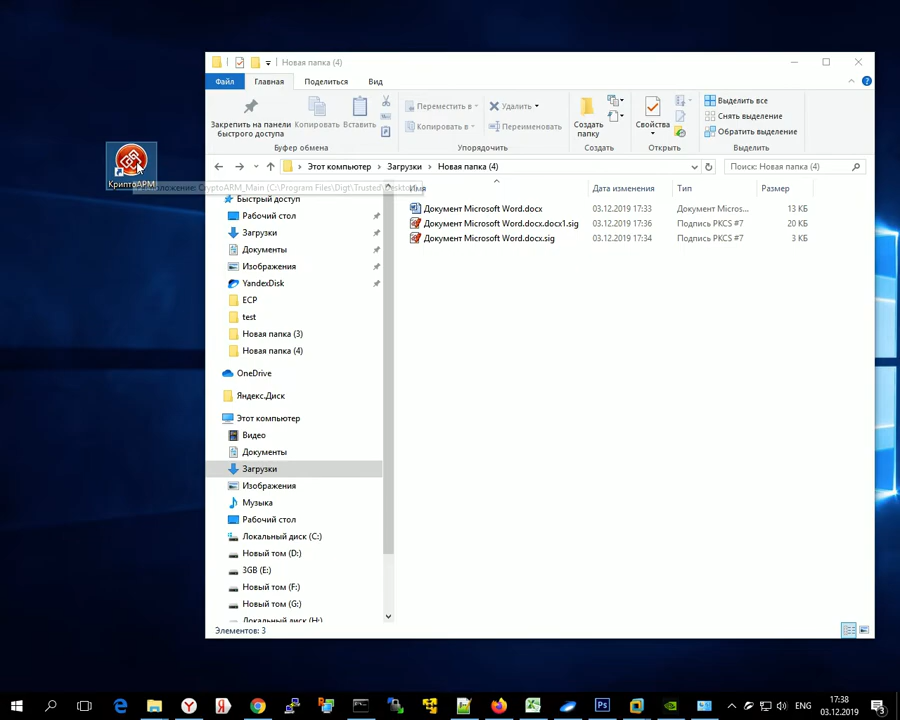 Новая папка (4)
Файл Главная Поделиться Вид
Закрепить на панели быстрого доступа
Копировать
Вставить
Переместить в
Копировать в
Удалить
Переименовать
Создать папку
Свойства
Выделить все
Снять выделение
Обратить выделение
Буфер обмена Упорядочить Создать Открыть Выделить
Этот компьютер Загрузки Новая папка (4)
Поиск: Новая папка (4)
КриптоАРМ
Имя Дата изменения Тип Размер
Быстрый доступ
Рабочий стол
Загрузки
Документы
Изображения
YandexDisk
ЕСР
test
Новая папка (3)
Новая папка (4)
OneDrive
Яндекс.Диск
Этот компьютер
Видео
Документы
Загрузки
Изображения
Музыка
Рабочий стол
Локальный диск (C:)
Новый том (D:)
3GB (E:)
Новый том (F:)
Новый том (G:)
Локальный диск (H:)
Документ Microsoft Word.docx 03.12.2019 17:33 Документ Micros... 13 КБ
Документ Microsoft Word.docx.docx1.sig 03.12.2019 17:36 Подпись PKCS #7 20 КБ
Документ Microsoft Word.docx.sig 03.12.2019 17:34 Подпись PKCS #7 3 КБ
Элементов: 3
ENG
17:38
03.12.2019
3